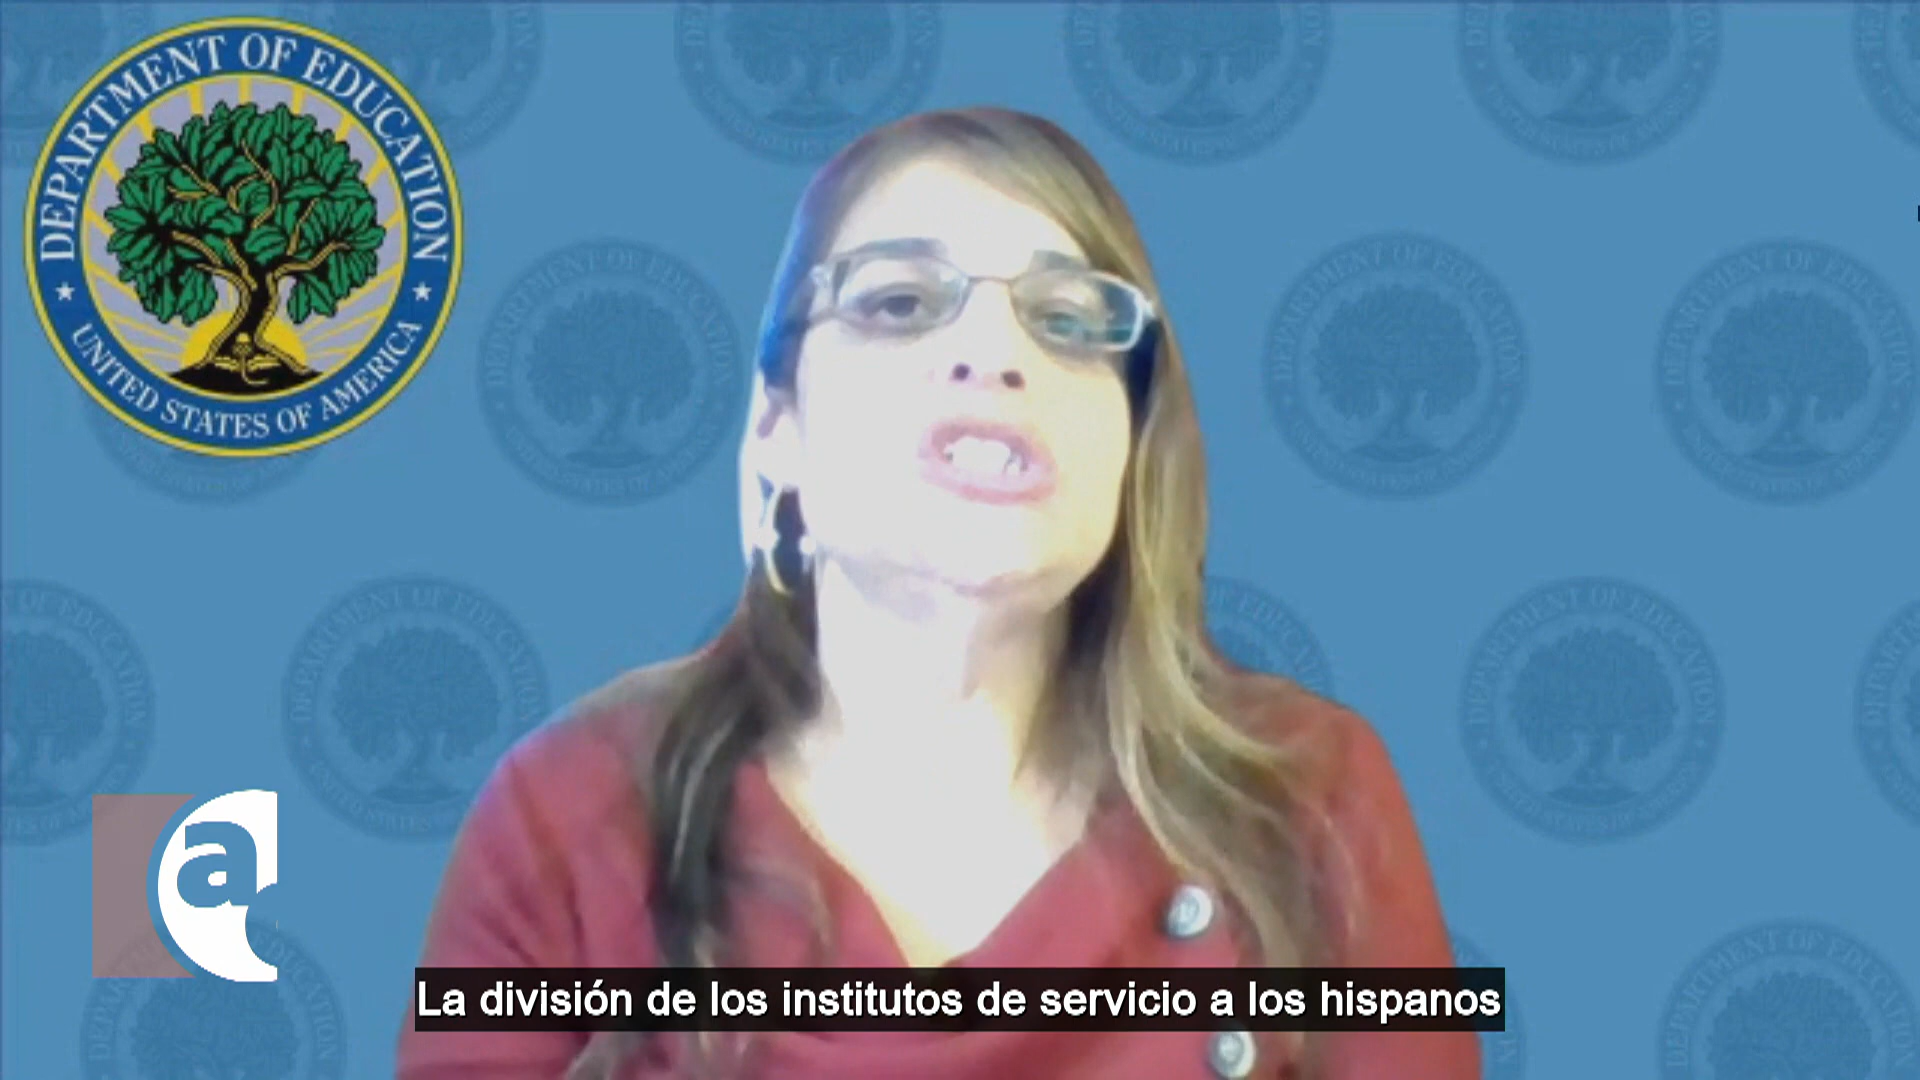 DEPARTMENT OF EDUCATION
UNITED STATES OF AMERICA
a
La división de los institutos de servicio a los hispanos